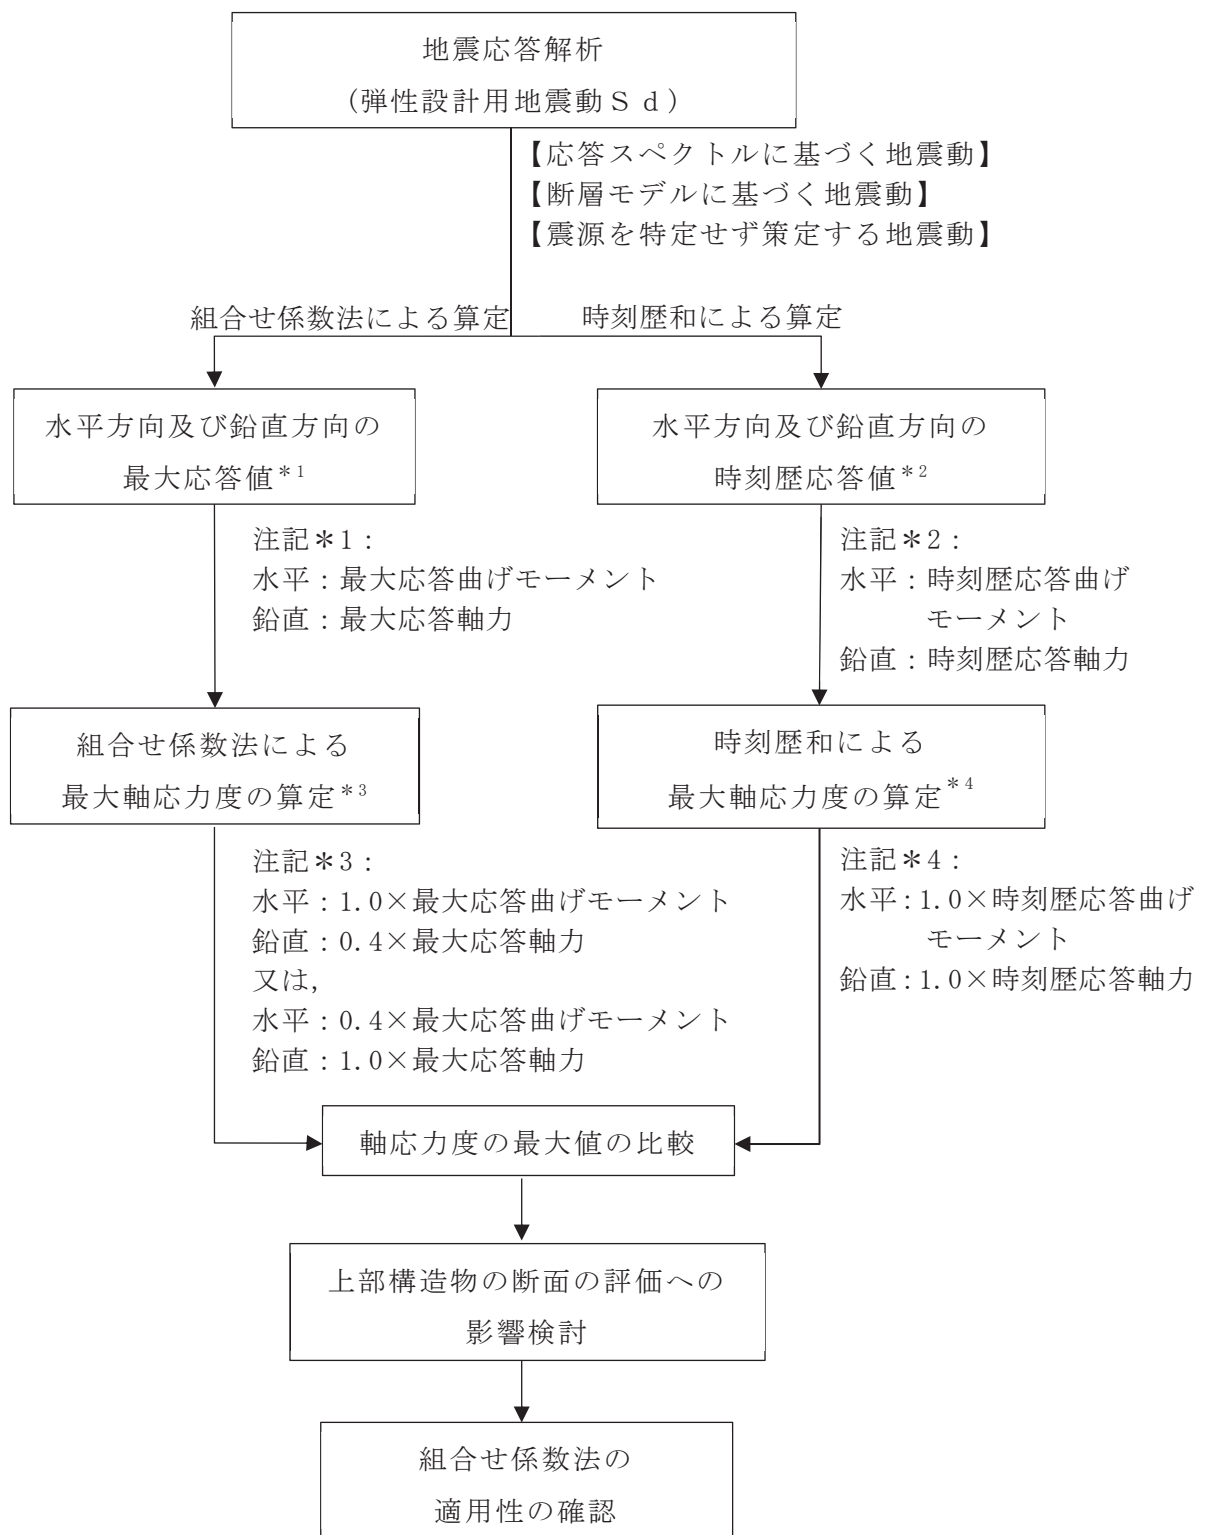 地震応答解析
(弾性設計用地震動Ｓｄ)
【応答スペクトルに基づく地震動】
【断層モデルに基づく地震動】
【震源を特定せず策定する地震動】
組合せ係数法による算定
時刻歴和による算定
水平方向及び鉛直方向の
最大応答値*1
水平方向及び鉛直方向の
時刻歴応答値*2
注記＊1：
水平：最大応答曲げモーメント
鉛直：最大応答軸力
注記＊2：
水平：時刻歴応答曲げ
モーメント
鉛直：時刻歴応答軸力
組合せ係数法による
最大軸応力度の算定*3
時刻歴和による
最大軸応力度の算定*4
注記＊3：
水平：1.0×最大応答曲げモーメント
鉛直：0.4×最大応答軸力
又は，
水平：0.4×最大応答曲げモーメント
鉛直：1.0×最大応答軸力
注記＊4：
水平：1.0×時刻歴応答曲げ
モーメント
鉛直：1.0×時刻歴応答軸力
軸応力度の最大値の比較
上部構造物の断面の評価への
影響検討
組合せ係数法の
適用性の確認